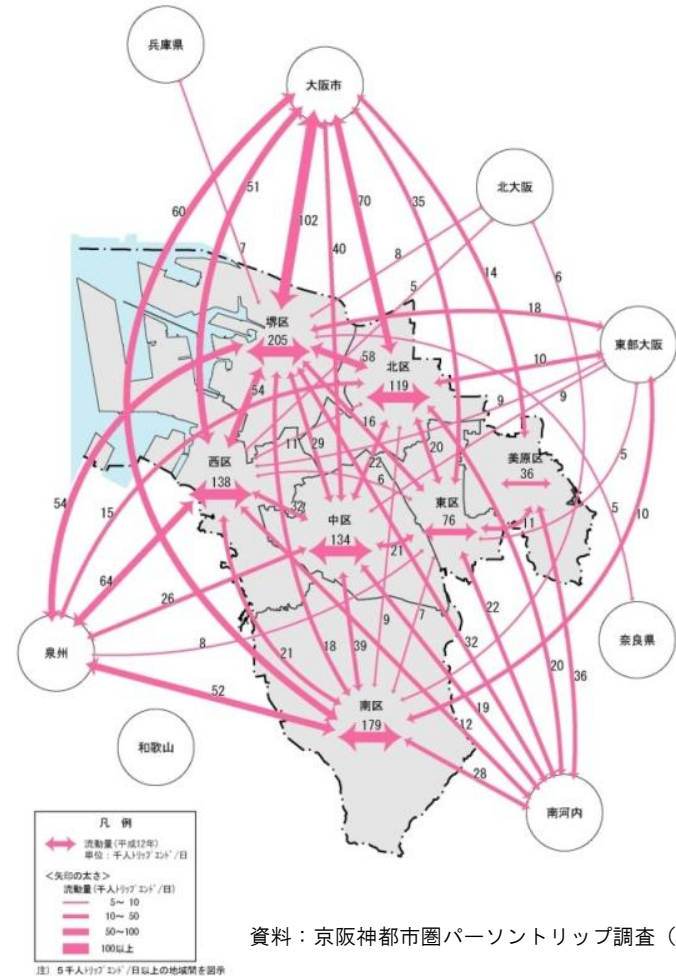 兵庫県
大阪市
北大阪
51
60
70
35
102
7
40
8
14
6
5
堺区
18
東部大阪
205
58
北区
10
119
54
9
9
16
美原区
11
29
20
36
5
西区
22
138
6
東区
54
15
32
中区
76
5
10
134
21
11
64
26
22
泉州
8
9
7
奈良県
21
18
39
32
20
36
52
南区
19
和歌山
179
12
28
南河内
凡 例
流動量(平成12年)
単位：千人トリップエンド/日
<矢印の太さ>
流動量(千人トリップエンド/日)
5～ 10
10～ 50
50～100
100以上
注) 5千人トリップエンド/日以上の地域間を図示
資料：京阪神都市圏パーソントリップ調査（